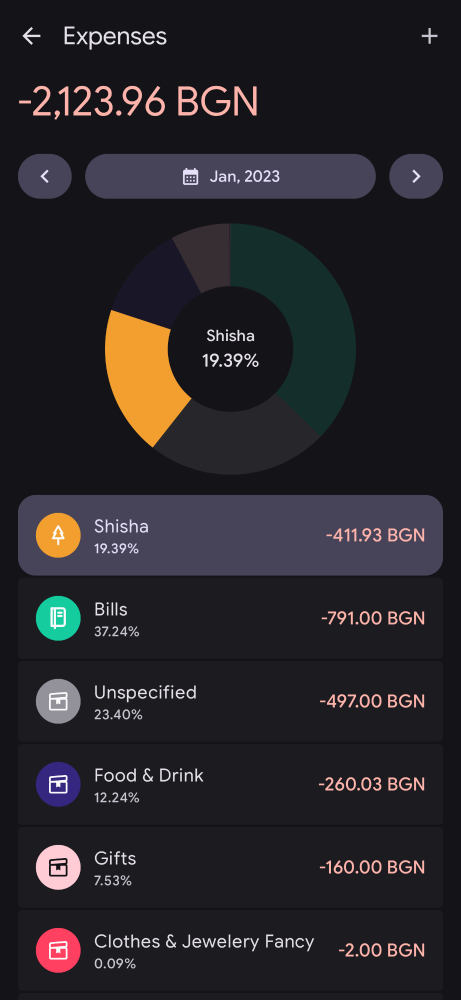 Expenses
-2,123.96 BGN
Jan, 2023
Shisha
19.39%
Shisha
19.39%
-411.93 BGN
Bills
37.24%
-791.00 BGN
Unspecified
23.40%
-497.00 BGN
Food & Drink
12.24%
-260.03 BGN
Gifts
7.53%
-160.00 BGN
Clothes & Jewelery Fancy
0.09%
-2.00 BGN